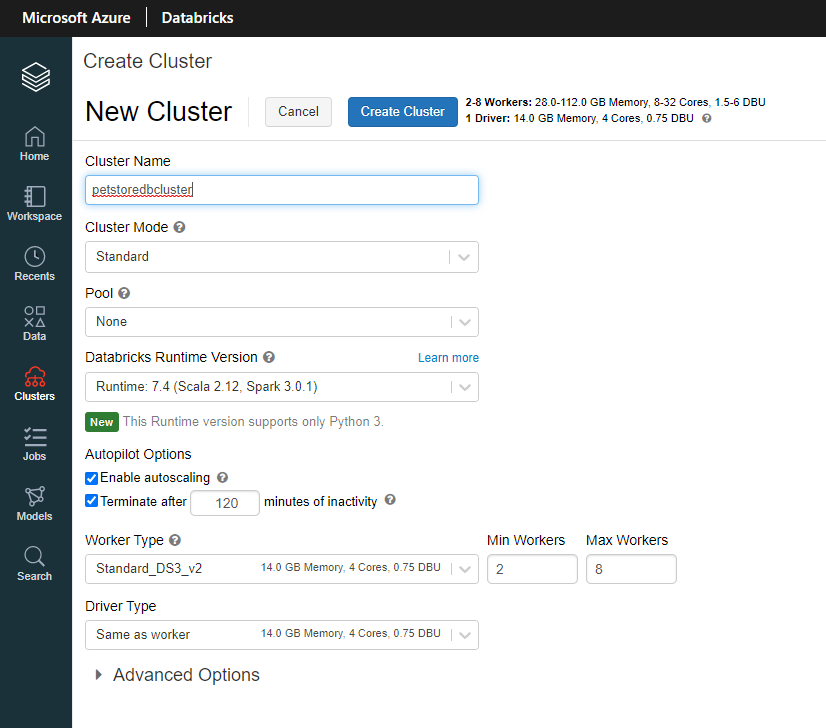 Microsoft Azure | Databricks
Create Cluster
New Cluster
Cancel
Create Cluster
2-8 Workers: 28.0-112.0 GB Memory, 8-32 Cores, 1.5-6 DBU
1 Driver: 14.0 GB Memory, 4 Cores, 0.75 DBU ?
Home
Workspace
Recents
Data
Clusters
Jobs
Models
Search
Cluster Name
petstoredbcluster
Cluster Mode ?
Standard
Pool ?
None
Databricks Runtime Version ? Learn more
Runtime: 7.4 (Scala 2.12, Spark 3.0.1)
New This Runtime version supports only Python 3.
Autopilot Options
Enable autoscaling ?
Terminate after 120 minutes of inactivity ?
Worker Type ? Min Workers Max Workers
Standard_DS3_v2 14.0 GB Memory, 4 Cores, 0.75 DBU 2 8
Driver Type
Same as worker 14.0 GB Memory, 4 Cores, 0.75 DBU
Advanced Options